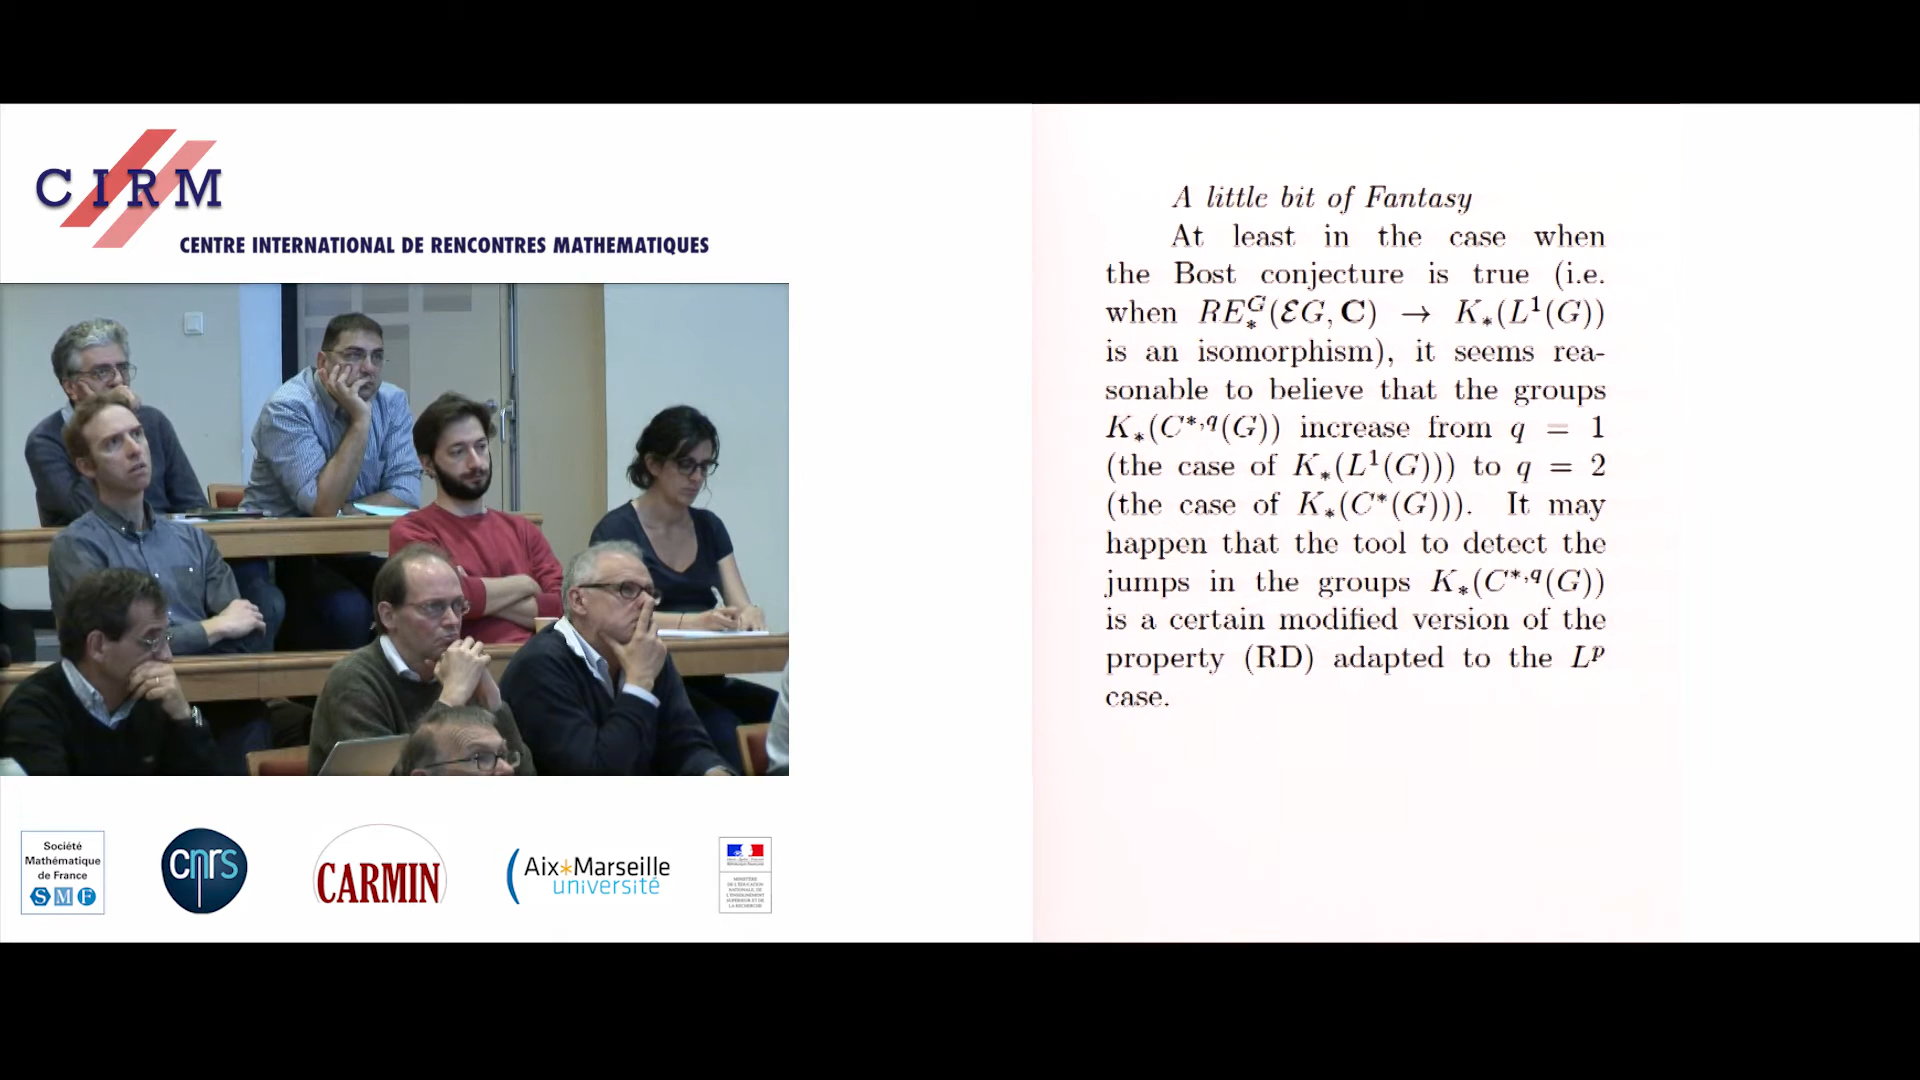 CIRM
CENTRE INTERNATIONAL DE RENCONTRES MATHEMATIQUES
A little bit of Fantasy
At least in the case when
the Bost conjecture is true (i.e.
when RE^G_*(ℰG, C) → K_*(L^1(G))
is an isomorphism), it seems rea-
sonable to believe that the groups
K_*(C^{*,q}(G)) increase from q = 1
(the case of K_*(L^1(G))) to q = 2
(the case of K_*(C^*(G))). It may
happen that the tool to detect the
jumps in the groups K_*(C^{*,q}(G))
is a certain modified version of the
property (RD) adapted to the L^p
case.
Société
Mathématique
de France
SMF
cnrs
CARMIN
Aix*Marseille
université